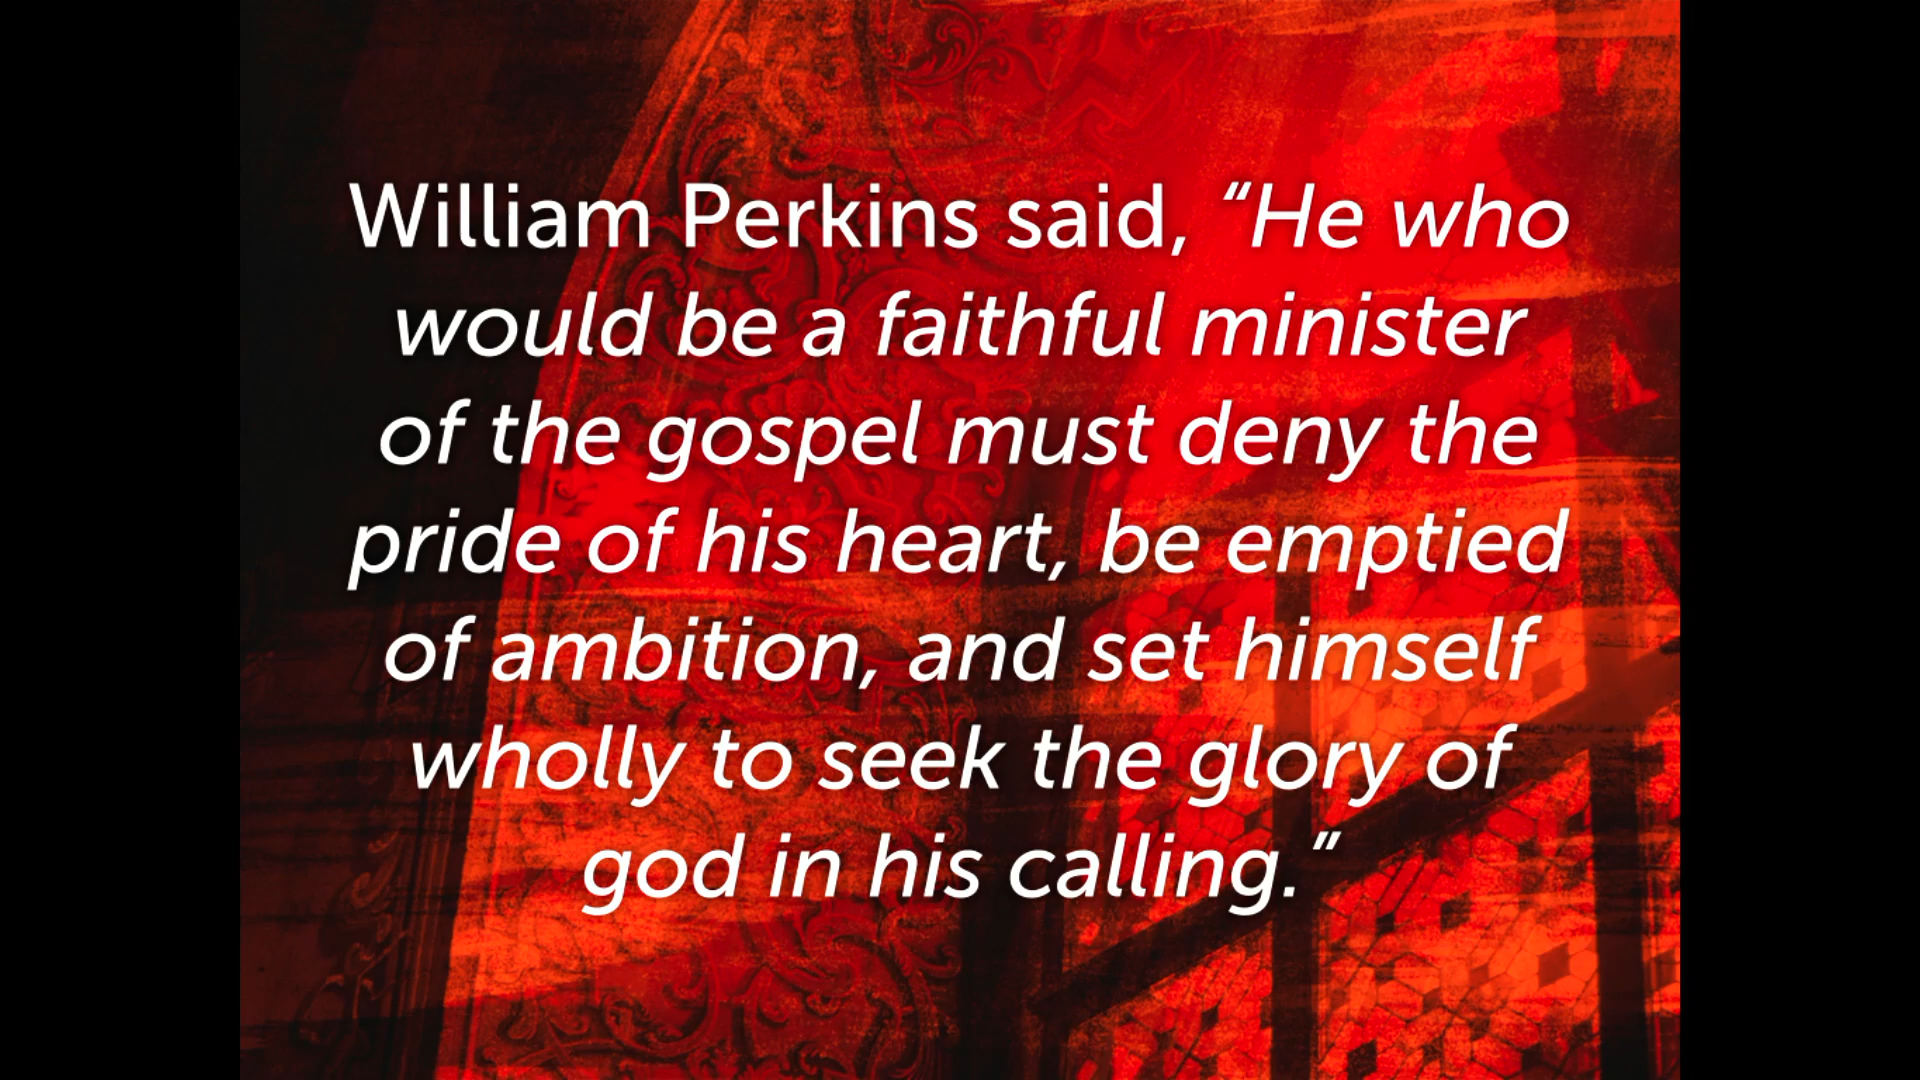 William Perkins said, “He who
would be a faithful minister
of the gospel must deny the
pride of his heart, be emptied
of ambition, and set himself
wholly to seek the glory of
god in his calling.”